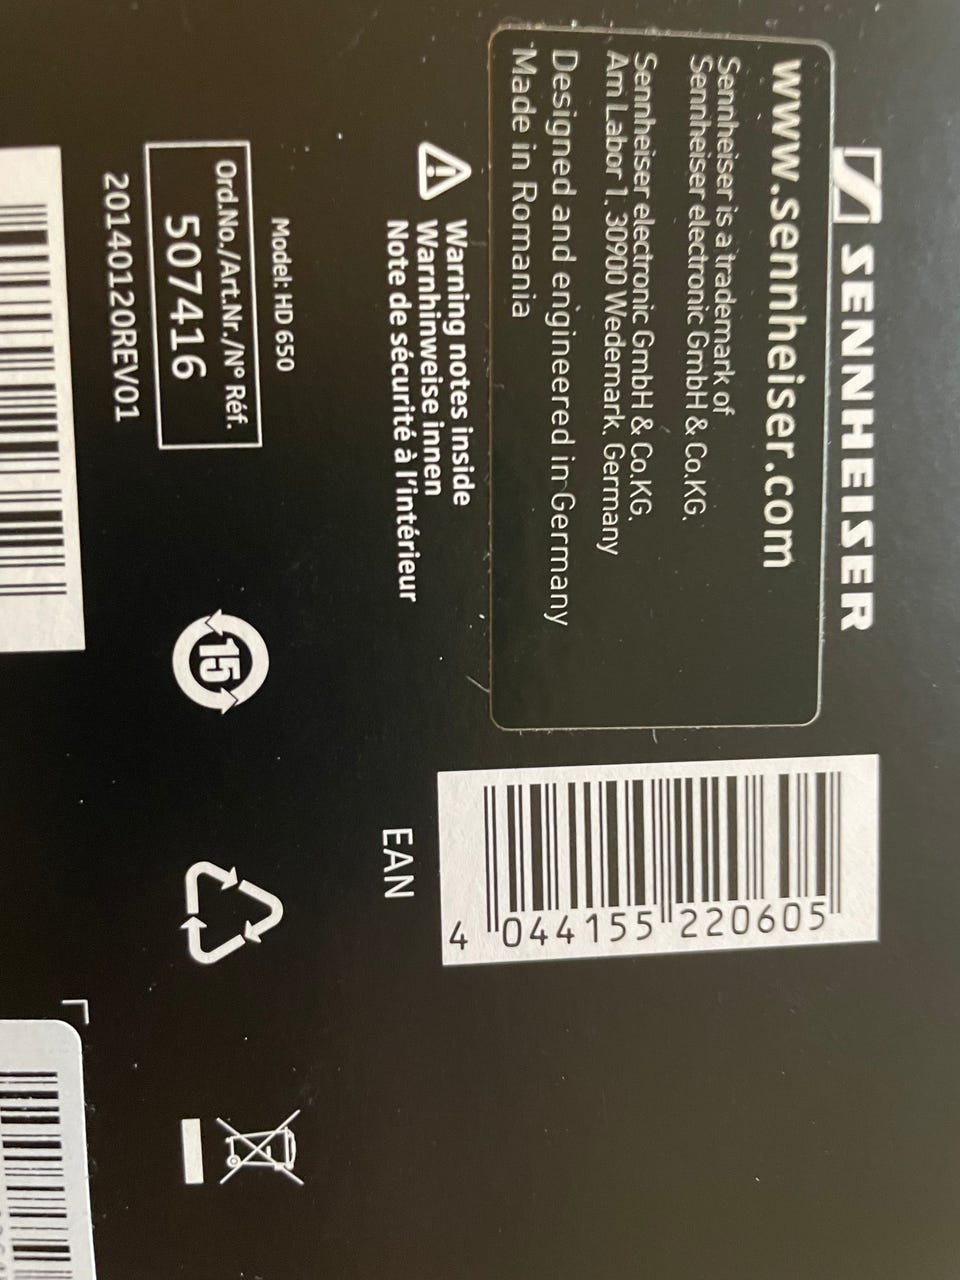 SENNHEISER
www.sennheiser.com
Sennheiser is a trademark of
Sennheiser electronic GmbH & Co.KG.
Sennheiser electronic GmbH & Co.KG.
Am Labor 1, 30900 Wedemark, Germany
Designed and engineered in Germany
Made in Romania
4 044155 220605
EAN
Warning notes inside
Warnhinweise innen
Note de sécurité à l'intérieur
Model: HD 650
Ord.No./Art.Nr./N° Réf.
507416
20140120REV01
15